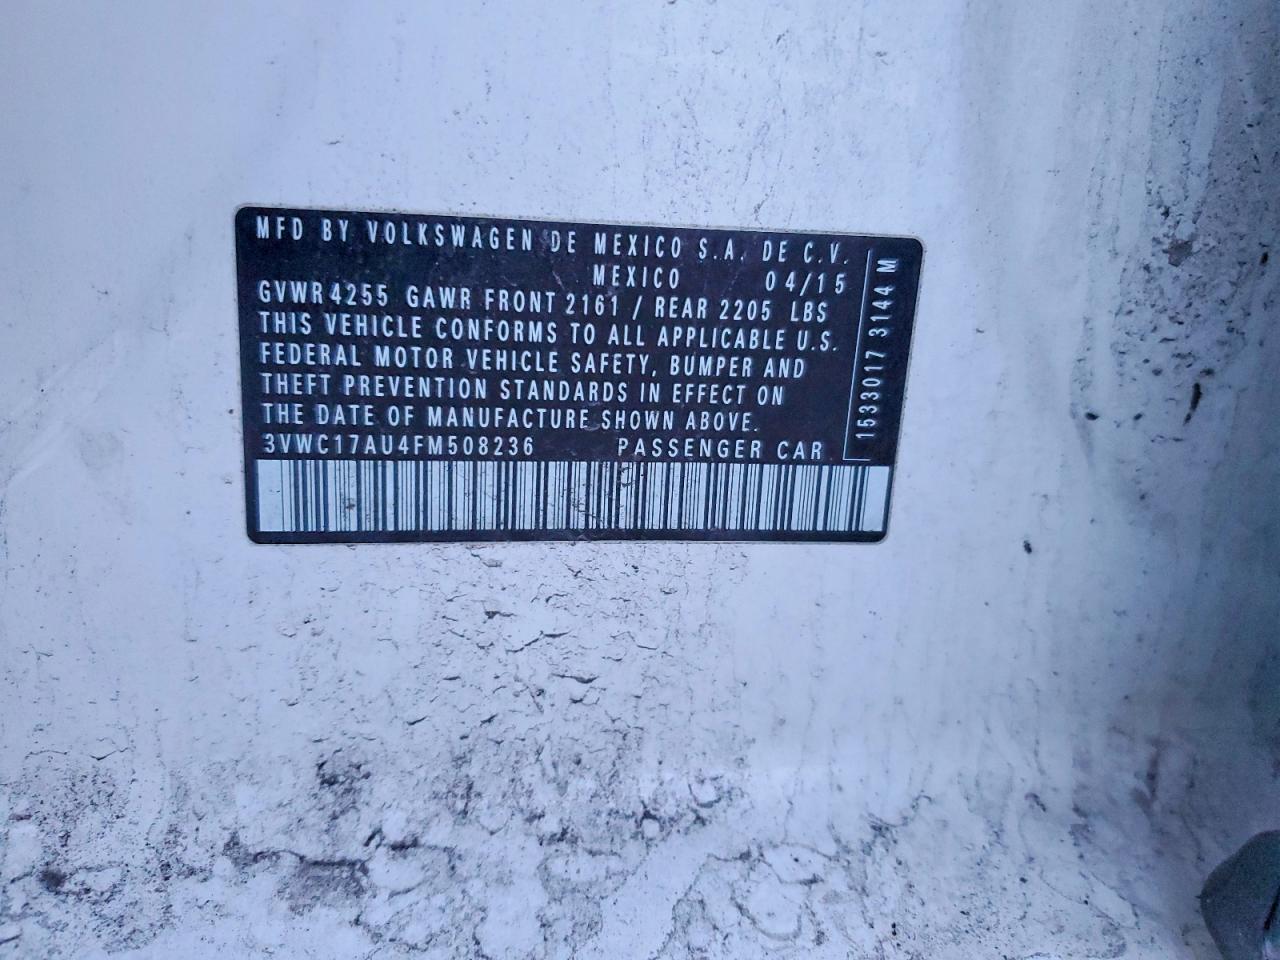 MFD BY VOLKSWAGEN DE MEXICO S.A. DE C.V.
MEXICO 04/15
GVWR 4255 GAWR FRONT 2161 / REAR 2205 LBS
THIS VEHICLE CONFORMS TO ALL APPLICABLE U.S.
FEDERAL MOTOR VEHICLE SAFETY, BUMPER AND
THEFT PREVENTION STANDARDS IN EFFECT ON
THE DATE OF MANUFACTURE SHOWN ABOVE.
3VWC17AU4FM508236 PASSENGER CAR
1533017 3144 M